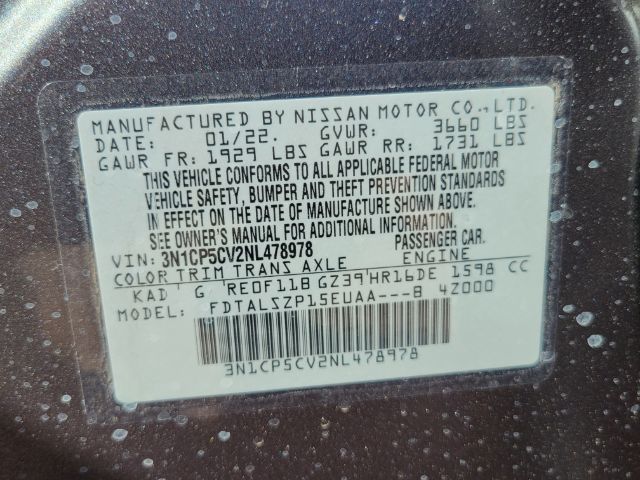 MANUFACTURED BY NISSAN MOTOR CO.,LTD.
DATE: 01/22. GVWR: 3660 LBS
GAWR FR: 1929 LBS GAWR RR: 1731 LBS
THIS VEHICLE CONFORMS TO ALL APPLICABLE FEDERAL MOTOR
VEHICLE SAFETY, BUMPER AND THEFT PREVENTION STANDARDS
IN EFFECT ON THE DATE OF MANUFACTURE SHOWN ABOVE.
SEE OWNER'S MANUAL FOR ADDITIONAL INFORMATION.
VIN: 3N1CP5CV2NL478978 PASSENGER CAR.
COLOR TRIM TRANS AXLE ENGINE
KAD ' G 'RE0F11B GZ39'HR16DE 1598 CC
MODEL: FDTALSZP15EUAA---B 4Z000
3N1CP5CV2NL478978